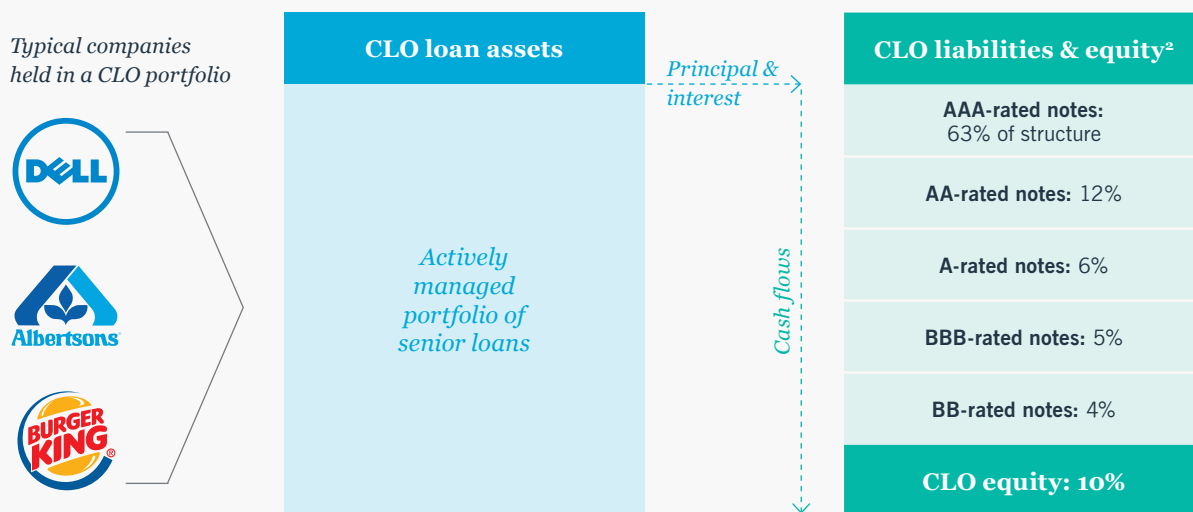 Typical companies
held in a CLO portfolio
DELL
Albertsons
BURGER
KING®
CLO loan assets
Actively
managed
portfolio of
senior loans
Principal &
interest
Cash flows
CLO liabilities & equity²
AAA-rated notes:
63% of structure
AA-rated notes: 12%
A-rated notes: 6%
BBB-rated notes: 5%
BB-rated notes: 4%
CLO equity: 10%